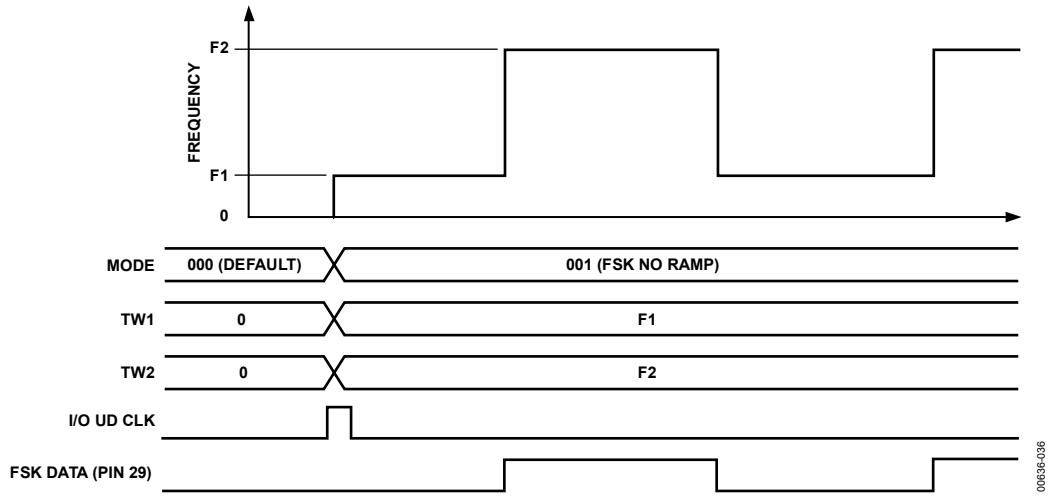 F2
FREQUENCY
F1
0
MODE 000 (DEFAULT) 001 (FSK NO RAMP)
TW1 0 F1
TW2 0 F2
I/O UD CLK
FSK DATA (PIN 29)
00636-036